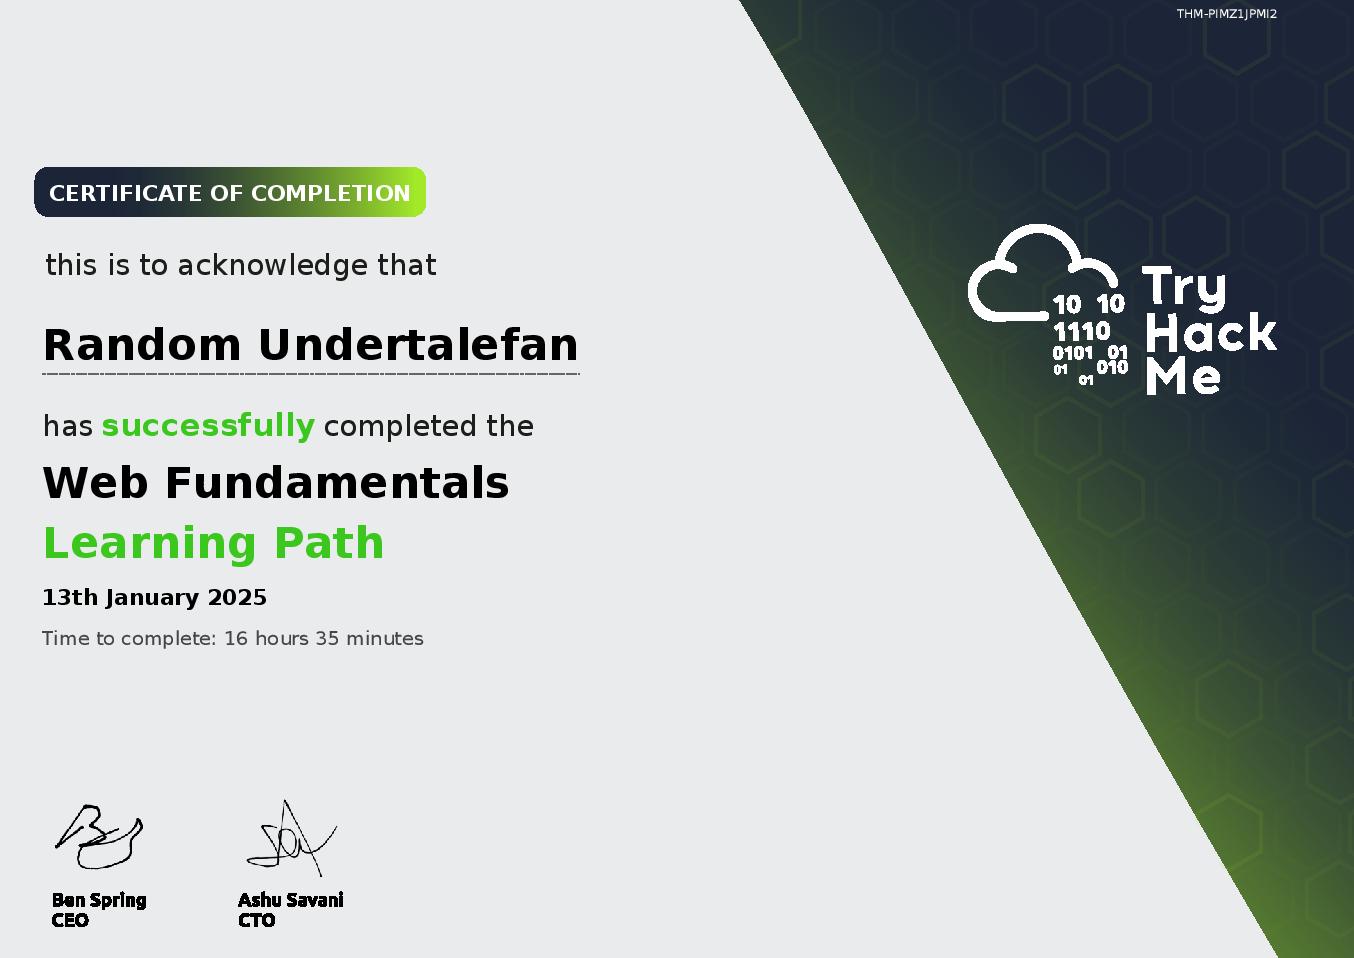 THM-PIMZ1JPMI2
CERTIFICATE OF COMPLETION
this is to acknowledge that
Random Undertalefan
has successfully completed the
Web Fundamentals
Learning Path
13th January 2025
Time to complete: 16 hours 35 minutes
10 10
1110
0101 01
01 010
01
Try
Hack
Me
Ben Spring
CEO
Ashu Savani
CTO